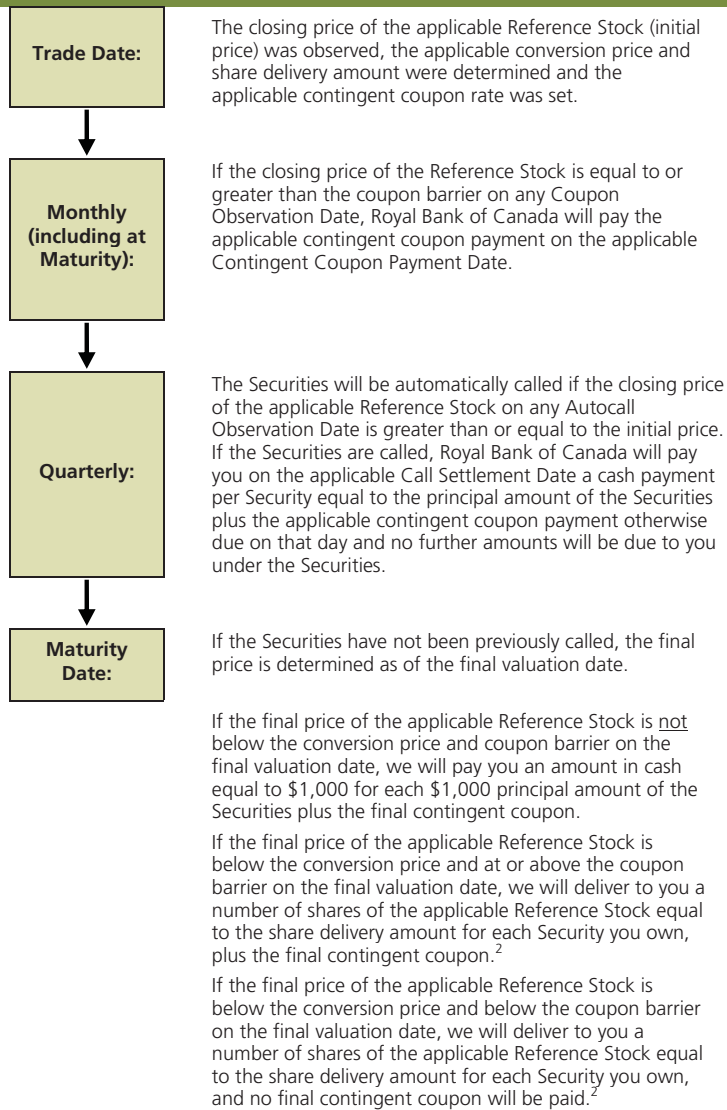 Trade Date:
The closing price of the applicable Reference Stock (initial
price) was observed, the applicable conversion price and
share delivery amount were determined and the
applicable contingent coupon rate was set.
Monthly
(including at
Maturity):
If the closing price of the Reference Stock is equal to or
greater than the coupon barrier on any Coupon
Observation Date, Royal Bank of Canada will pay the
applicable contingent coupon payment on the applicable
Contingent Coupon Payment Date.
Quarterly:
The Securities will be automatically called if the closing price
of the applicable Reference Stock on any Autocall
Observation Date is greater than or equal to the initial price.
If the Securities are called, Royal Bank of Canada will pay
you on the applicable Call Settlement Date a cash payment
per Security equal to the principal amount of the Securities
plus the applicable contingent coupon payment otherwise
due on that day and no further amounts will be due to you
under the Securities.
Maturity
Date:
If the Securities have not been previously called, the final
price is determined as of the final valuation date.
If the final price of the applicable Reference Stock is not
below the conversion price and coupon barrier on the
final valuation date, we will pay you an amount in cash
equal to $1,000 for each $1,000 principal amount of the
Securities plus the final contingent coupon.
If the final price of the applicable Reference Stock is
below the conversion price and at or above the coupon
barrier on the final valuation date, we will deliver to you a
number of shares of the applicable Reference Stock equal
to the share delivery amount for each Security you own,
plus the final contingent coupon.2
If the final price of the applicable Reference Stock is
below the conversion price and below the coupon barrier
on the final valuation date, we will deliver to you a
number of shares of the applicable Reference Stock equal
to the share delivery amount for each Security you own,
and no final contingent coupon will be paid.2